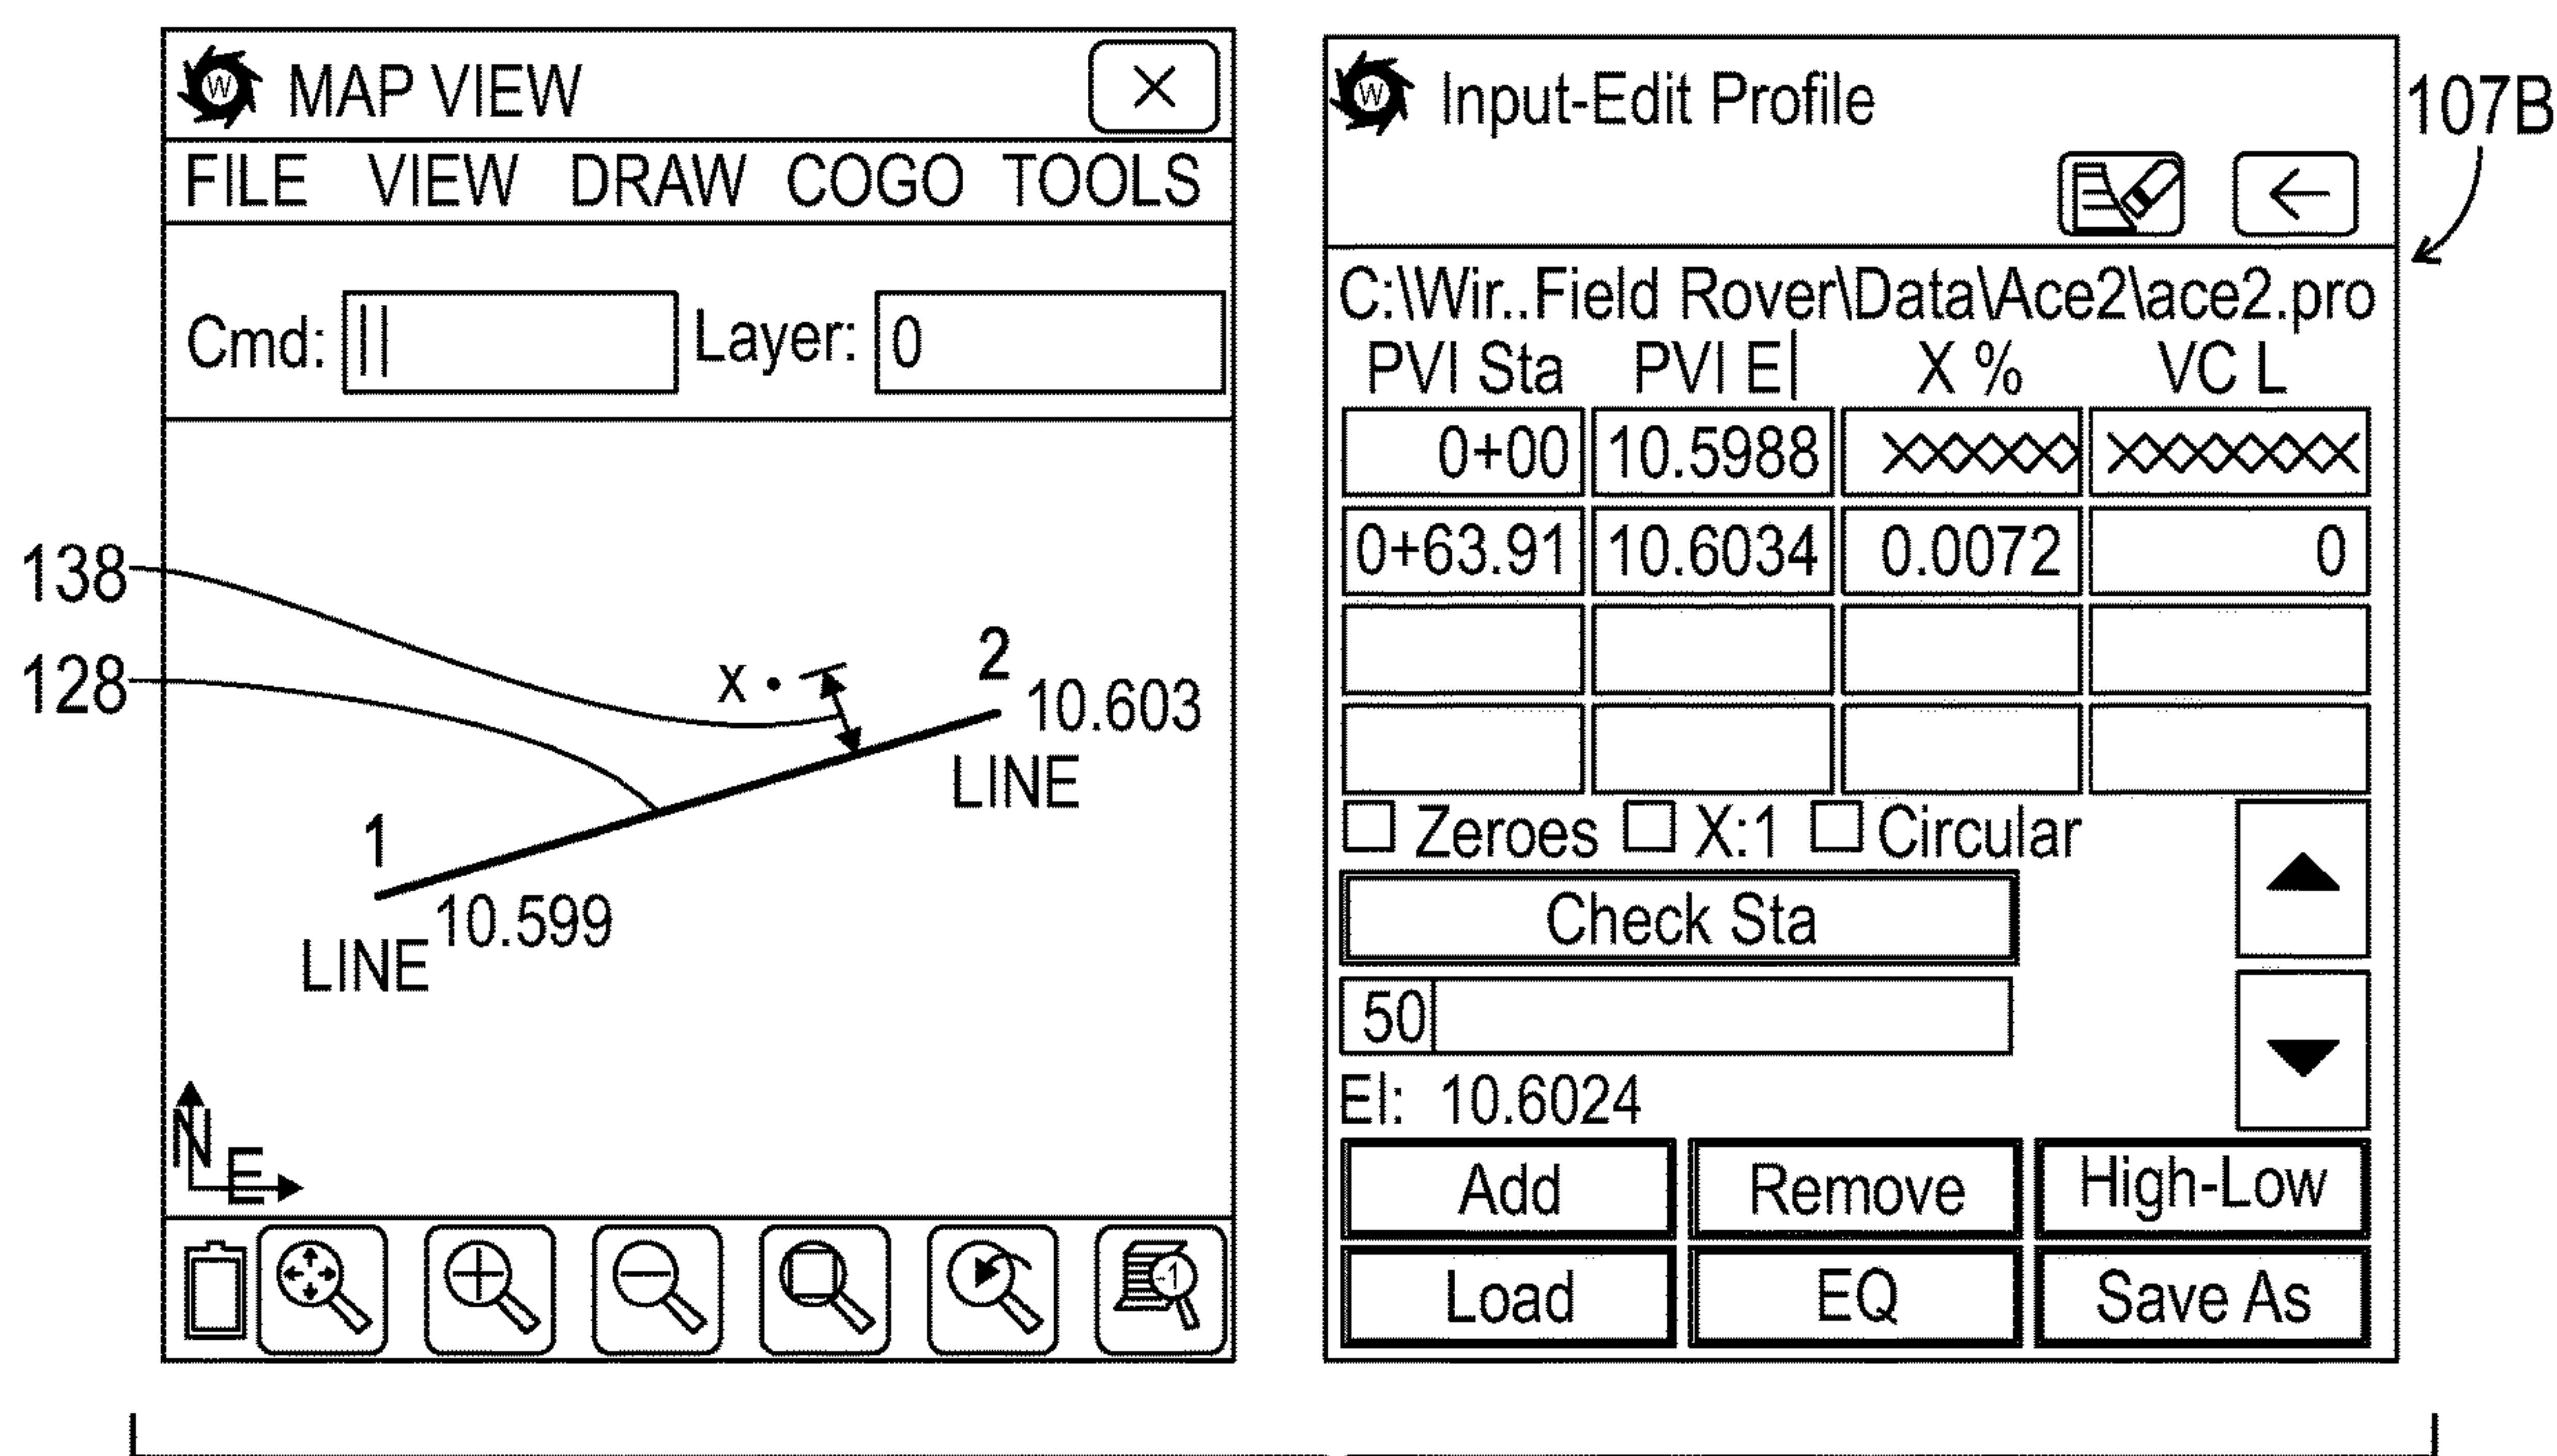 W MAP VIEW
FILE VIEW DRAW COGO TOOLS
Cmd: || Layer: 0
138
128
X
2
10.603
LINE
1
10.599
LINE
N
E
-1
W Input-Edit Profile
107B
C:\Wir..Field Rover\Data\Ace2\ace2.pro
PVI Sta PVI El X % VC L
0+00 10.5988 XXXXX XXXXXXX
0+63.91 10.6034 0.0072 0
Zeroes X:1 Circular
Check Sta
50
El: 10.6024
Add Remove High-Low
Load EQ Save As